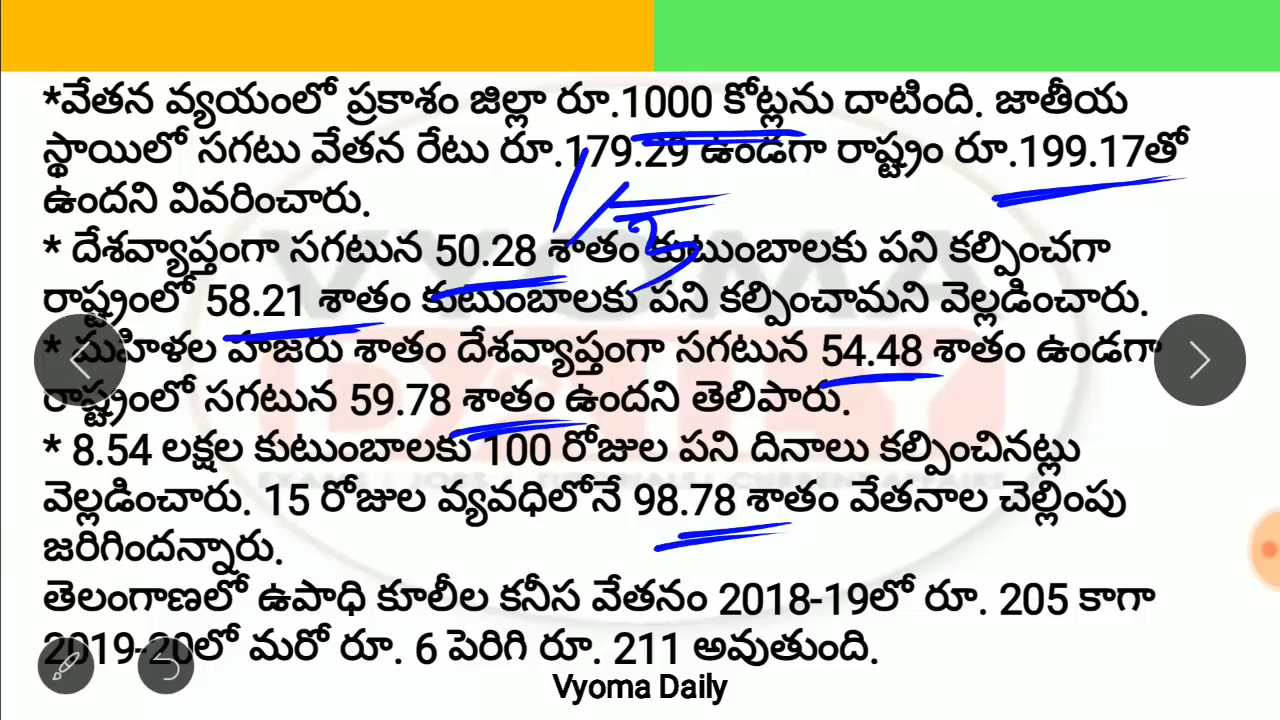 *వేతన వ్యయంలో ప్రకాశం జిల్లా రూ.1000 కోట్లను దాటింది. జాతీయ
స్థాయిలో సగటు వేతన రేటు రూ.179.29 ఉండగా రాష్ట్రం రూ.199.17తో
ఉందని వివరించారు.
* దేశవ్యాప్తంగా సగటున 50.28 శాతం కుటుంబాలకు పని కల్పించగా
రాష్ట్రంలో 58.21 శాతం కుటుంబాలకు పని కల్పించామని వెల్లడించారు.
* మహిళల హాజరు శాతం దేశవ్యాప్తంగా సగటున 54.48 శాతం ఉండగా
రాష్ట్రంలో సగటున 59.78 శాతం ఉందని తెలిపారు.
* 8.54 లక్షల కుటుంబాలకు 100 రోజుల పని దినాలు కల్పించినట్లు
వెల్లడించారు. 15 రోజుల వ్యవధిలోనే 98.78 శాతం వేతనాల చెల్లింపు
జరిగిందన్నారు.
తెలంగాణలో ఉపాధి కూలీల కనీస వేతనం 2018-19లో రూ. 205 కాగా
2019-20లో మరో రూ. 6 పెరిగి రూ. 211 అవుతుంది.
Vyoma Daily